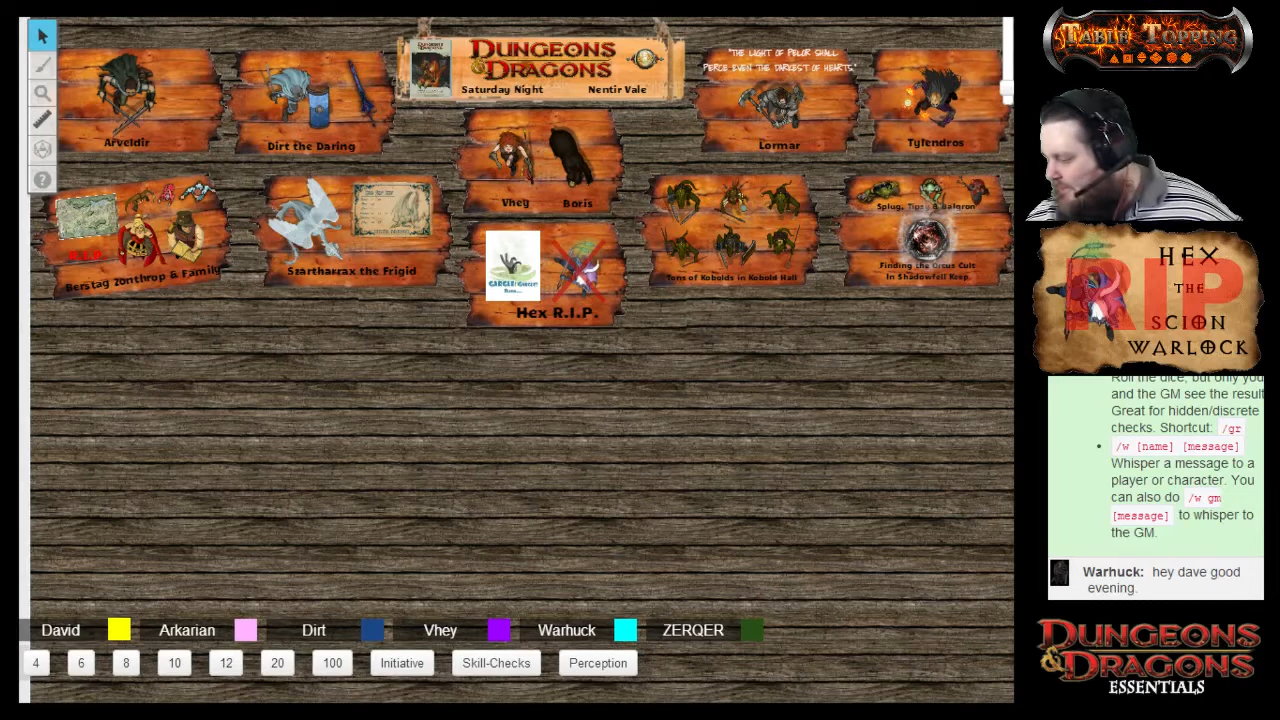 DUNGEONS
& DRAGONS
Saturday Night
Nentir Vale
"THE LIGHT OF PELOR SHALL
PIERCE EVEN THE DARKEST OF HEARTS."
TABLE TOPPING
Arveldir
Dirt the Daring
Lormar
Tylendros
Vhey
Boris
R.I.P.
Berstag Zonthrop & Family
Szartharrax the Frigid
Hex R.I.P.
Tons of Kobolds in Kobold Hall
Splug, Tips & Balgron
Finding the Orcus Cult
In Shadowfell Keep.
HEX
THE
SCION
WARLOCK
RIP
Roll the dice, but only you
and the GM see the result
Great for hidden/discrete
checks. Shortcut: /gr
• /w [name] [message]
Whisper a message to a
player or character. You
can also do /w gm
[message] to whisper to
the GM.
Warhuck: hey dave good
evening.
David
Arkarian
Dirt
Vhey
Warhuck
ZERQER
4
6
8
10
12
20
100
Initiative
Skill-Checks
Perception
DUNGEONS
& DRAGONS
ESSENTIALS